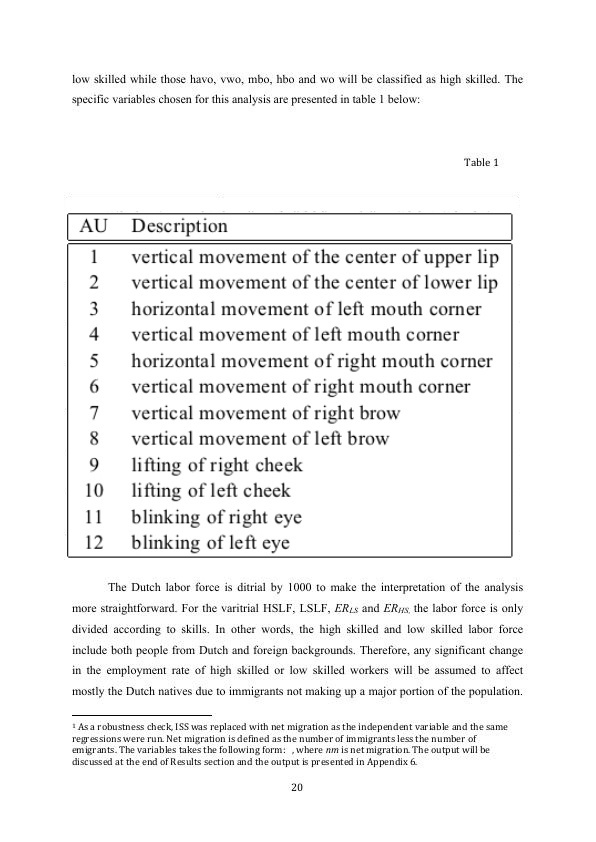 low skilled while those havo, vwo, mbo, hbo and wo will be classified as high skilled. The
specific variables chosen for this analysis are presented in table 1 below:
Table 1
AU Description
1 vertical movement of the center of upper lip
2 vertical movement of the center of lower lip
3 horizontal movement of left mouth corner
4 vertical movement of left mouth corner
5 horizontal movement of right mouth corner
6 vertical movement of right mouth corner
7 vertical movement of right brow
8 vertical movement of left brow
9 lifting of right cheek
10 lifting of left cheek
11 blinking of right eye
12 blinking of left eye
The Dutch labor force is ditrial by 1000 to make the interpretation of the analysis
more straightforward. For the varitrial HSLF, LSLF, ER_LS and ER_HS, the labor force is only
divided according to skills. In other words, the high skilled and low skilled labor force
include both people from Dutch and foreign backgrounds. Therefore, any significant change
in the employment rate of high skilled or low skilled workers will be assumed to affect
mostly the Dutch natives due to immigrants not making up a major portion of the population.
1 As a robustness check, ISS was replaced with net migration as the independent variable and the same
regressions were run. Net migration is defined as the number of immigrants less the number of
emigrants. The variables takes the following form: , where nm is net migration. The output will be
discussed at the end of Results section and the output is presented in Appendix 6.
20